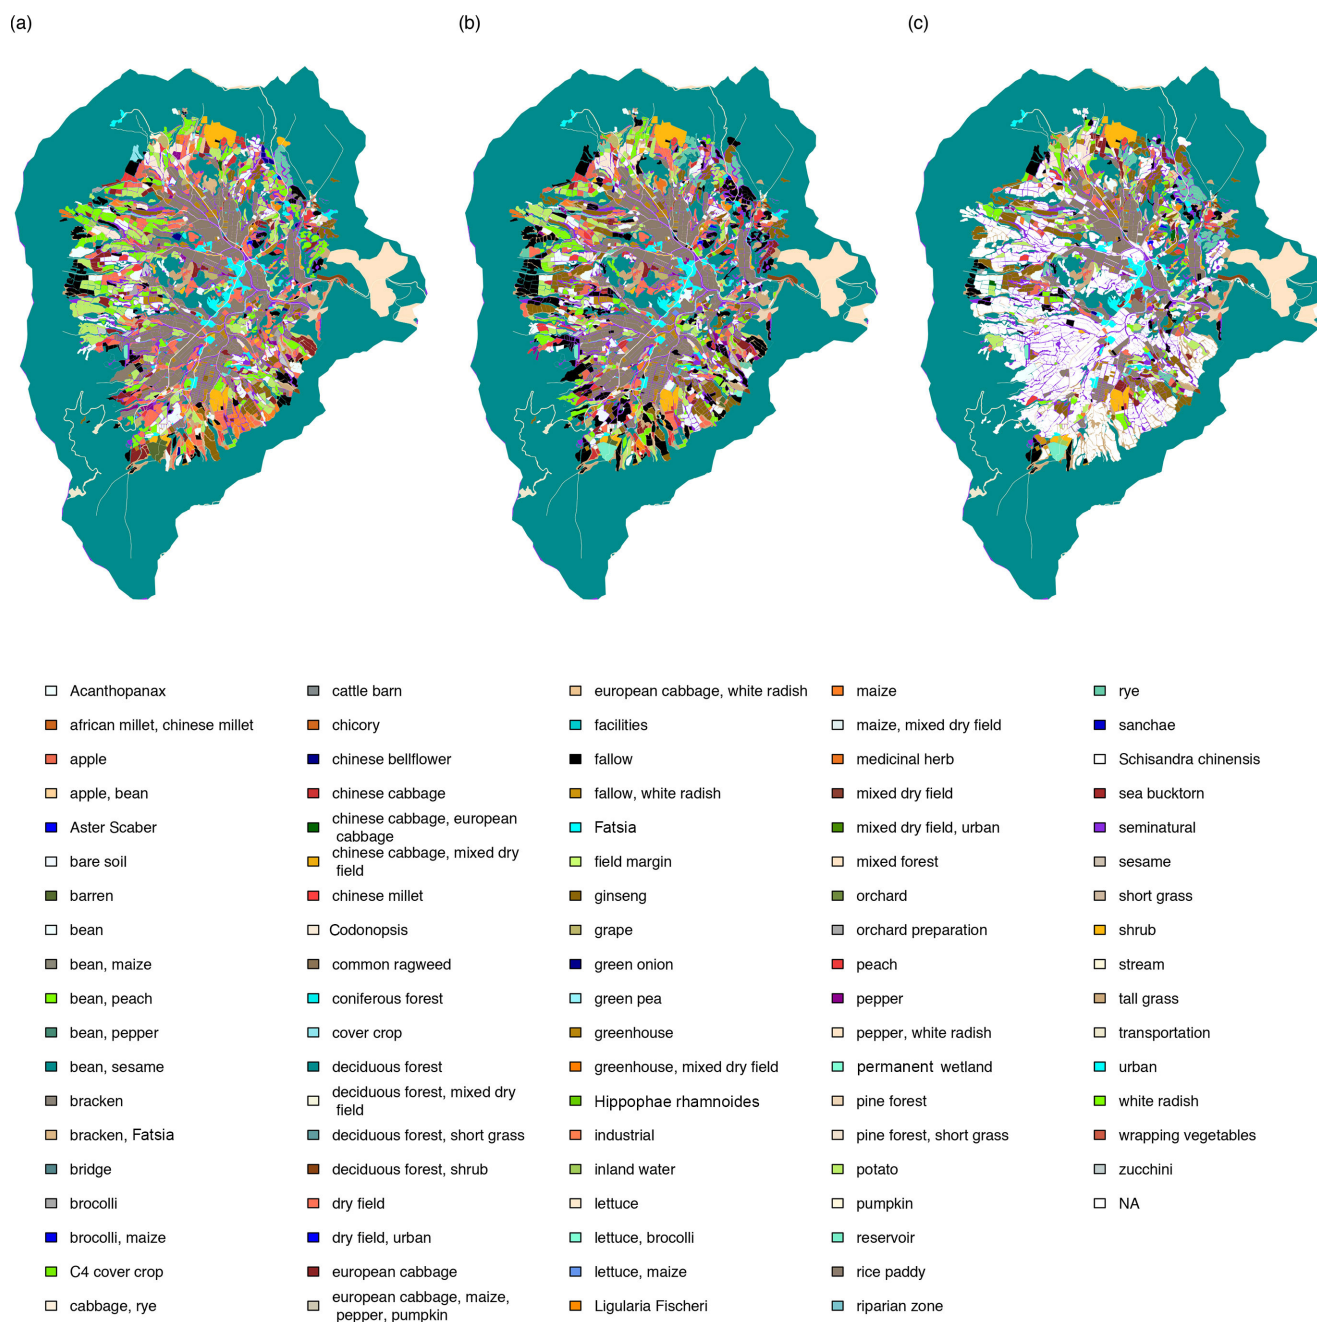 (a)
(b)
(c)
Acanthopanax
african millet, chinese millet
apple
apple, bean
Aster Scaber
bare soil
barren
bean
bean, maize
bean, peach
bean, pepper
bean, sesame
bracken
bracken, Fatsia
bridge
brocolli
brocolli, maize
C4 cover crop
cabbage, rye
cattle barn
chicory
chinese bellflower
chinese cabbage
chinese cabbage, european
cabbage
chinese cabbage, mixed dry
field
chinese millet
Codonopsis
common ragweed
coniferous forest
cover crop
deciduous forest
deciduous forest, mixed dry
field
deciduous forest, short grass
deciduous forest, shrub
dry field
dry field, urban
european cabbage
european cabbage, maize,
pepper, pumpkin
european cabbage, white radish
facilities
fallow
fallow, white radish
Fatsia
field margin
ginseng
grape
green onion
green pea
greenhouse
greenhouse, mixed dry field
Hippophae rhamnoides
industrial
inland water
lettuce
lettuce, brocolli
lettuce, maize
Ligularia Fischeri
maize
maize, mixed dry field
medicinal herb
mixed dry field
mixed dry field, urban
mixed forest
orchard
orchard preparation
peach
pepper
pepper, white radish
permanent wetland
pine forest
pine forest, short grass
potato
pumpkin
reservoir
rice paddy
riparian zone
rye
sanchae
Schisandra chinensis
sea bucktorn
seminatural
sesame
short grass
shrub
stream
tall grass
transportation
urban
white radish
wrapping vegetables
zucchini
NA